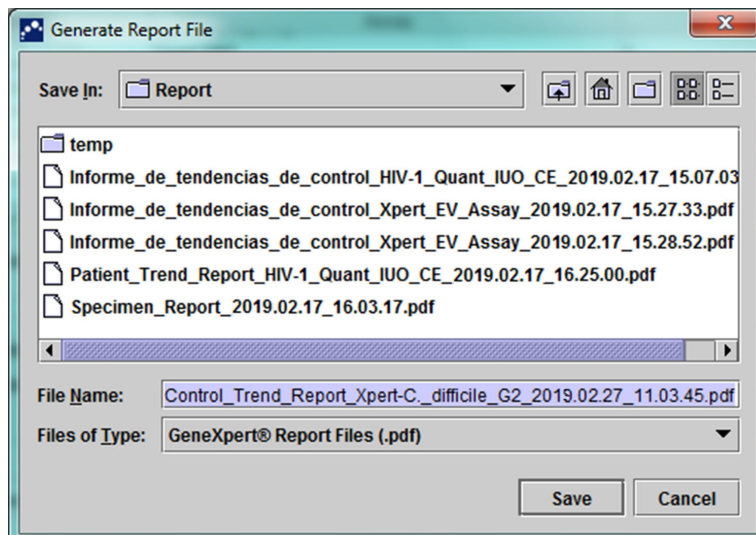 Generate Report File
Save In: Report
temp
Informe_de_tendencias_de_control_HIV-1_Quant_IUO_CE_2019.02.17_15.07.03
Informe_de_tendencias_de_control_Xpert_EV_Assay_2019.02.17_15.27.33.pdf
Informe_de_tendencias_de_control_Xpert_EV_Assay_2019.02.17_15.28.52.pdf
Patient_Trend_Report_HIV-1_Quant_IUO_CE_2019.02.17_16.25.00.pdf
Specimen_Report_2019.02.17_16.03.17.pdf
File Name: Control_Trend_Report_Xpert-C._difficile_G2_2019.02.27_11.03.45.pdf
Files of Type: GeneXpert® Report Files (.pdf)
Save Cancel